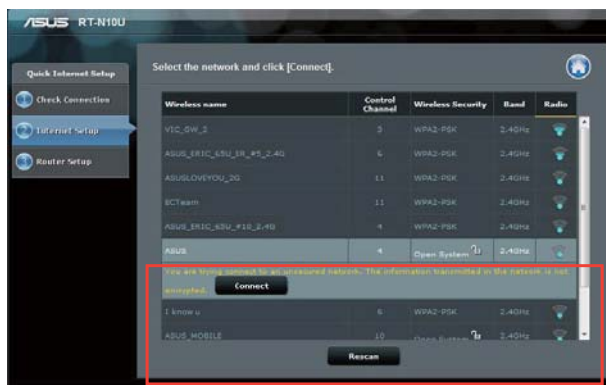 ASUS RT-N10U
Quick Internet Setup
1 Check Connection
2 Internet Setup
3 Router Setup
Select the network and click [Connect].
Wireless name Control Channel Wireless Security Band Radio
VIC_GW_2 5 WPA2-PSK 2.4GHz
ASUS_ERIC_65U_ER_#5_2.4G 6 WPA2-PSK 2.4GHz
ASUSLOVEYOU_2G 11 WPA2-PSK 2.4GHz
ECTeam 11 WPA2-PSK 2.4GHz
ASUS_ERIC_65U_#10_2.4G 4 WPA2-PSK 2.4GHz
ASUS 4 Open System 2.4GHz
You are trying connect to an unsecured network. The information transmitted in the network is not
encrypted. Connect
I know u 6 WPA2-PSK 2.4GHz
ASUS_MOBILE 10 Open System 2.4GHz
Rescan